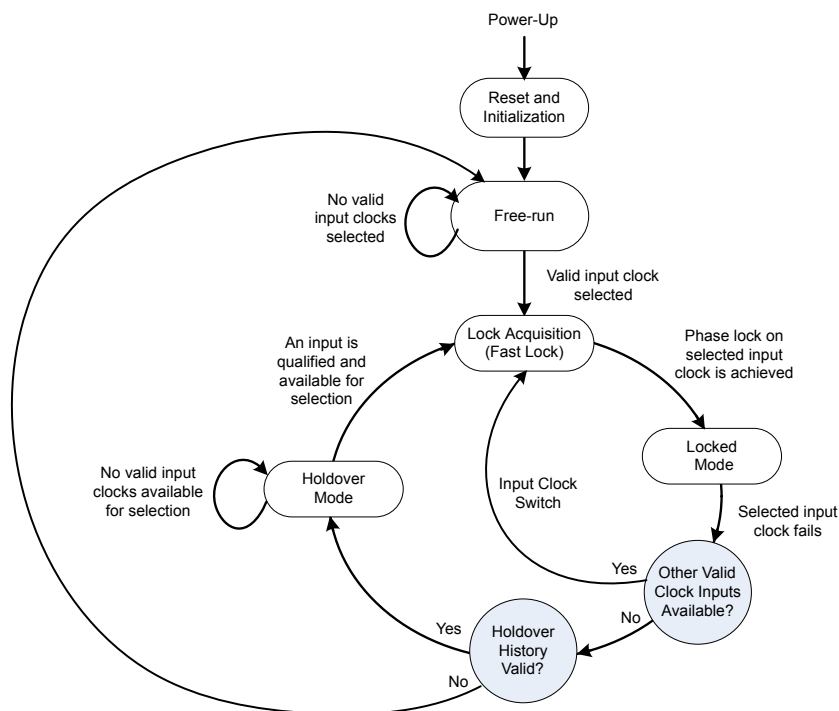 Power-Up
Reset and
Initialization
No valid
input clocks
selected
Free-run
Valid input clock
selected
An input is
qualified and
available for
selection
Lock Acquisition
(Fast Lock)
Phase lock on
selected input
clock is achieved
No valid input
clocks available
for selection
Holdover
Mode
Input Clock
Switch
Locked
Mode
Selected input
clock fails
Yes
Other Valid
Clock Inputs
Available?
No
Yes
Holdover
History
Valid?
No